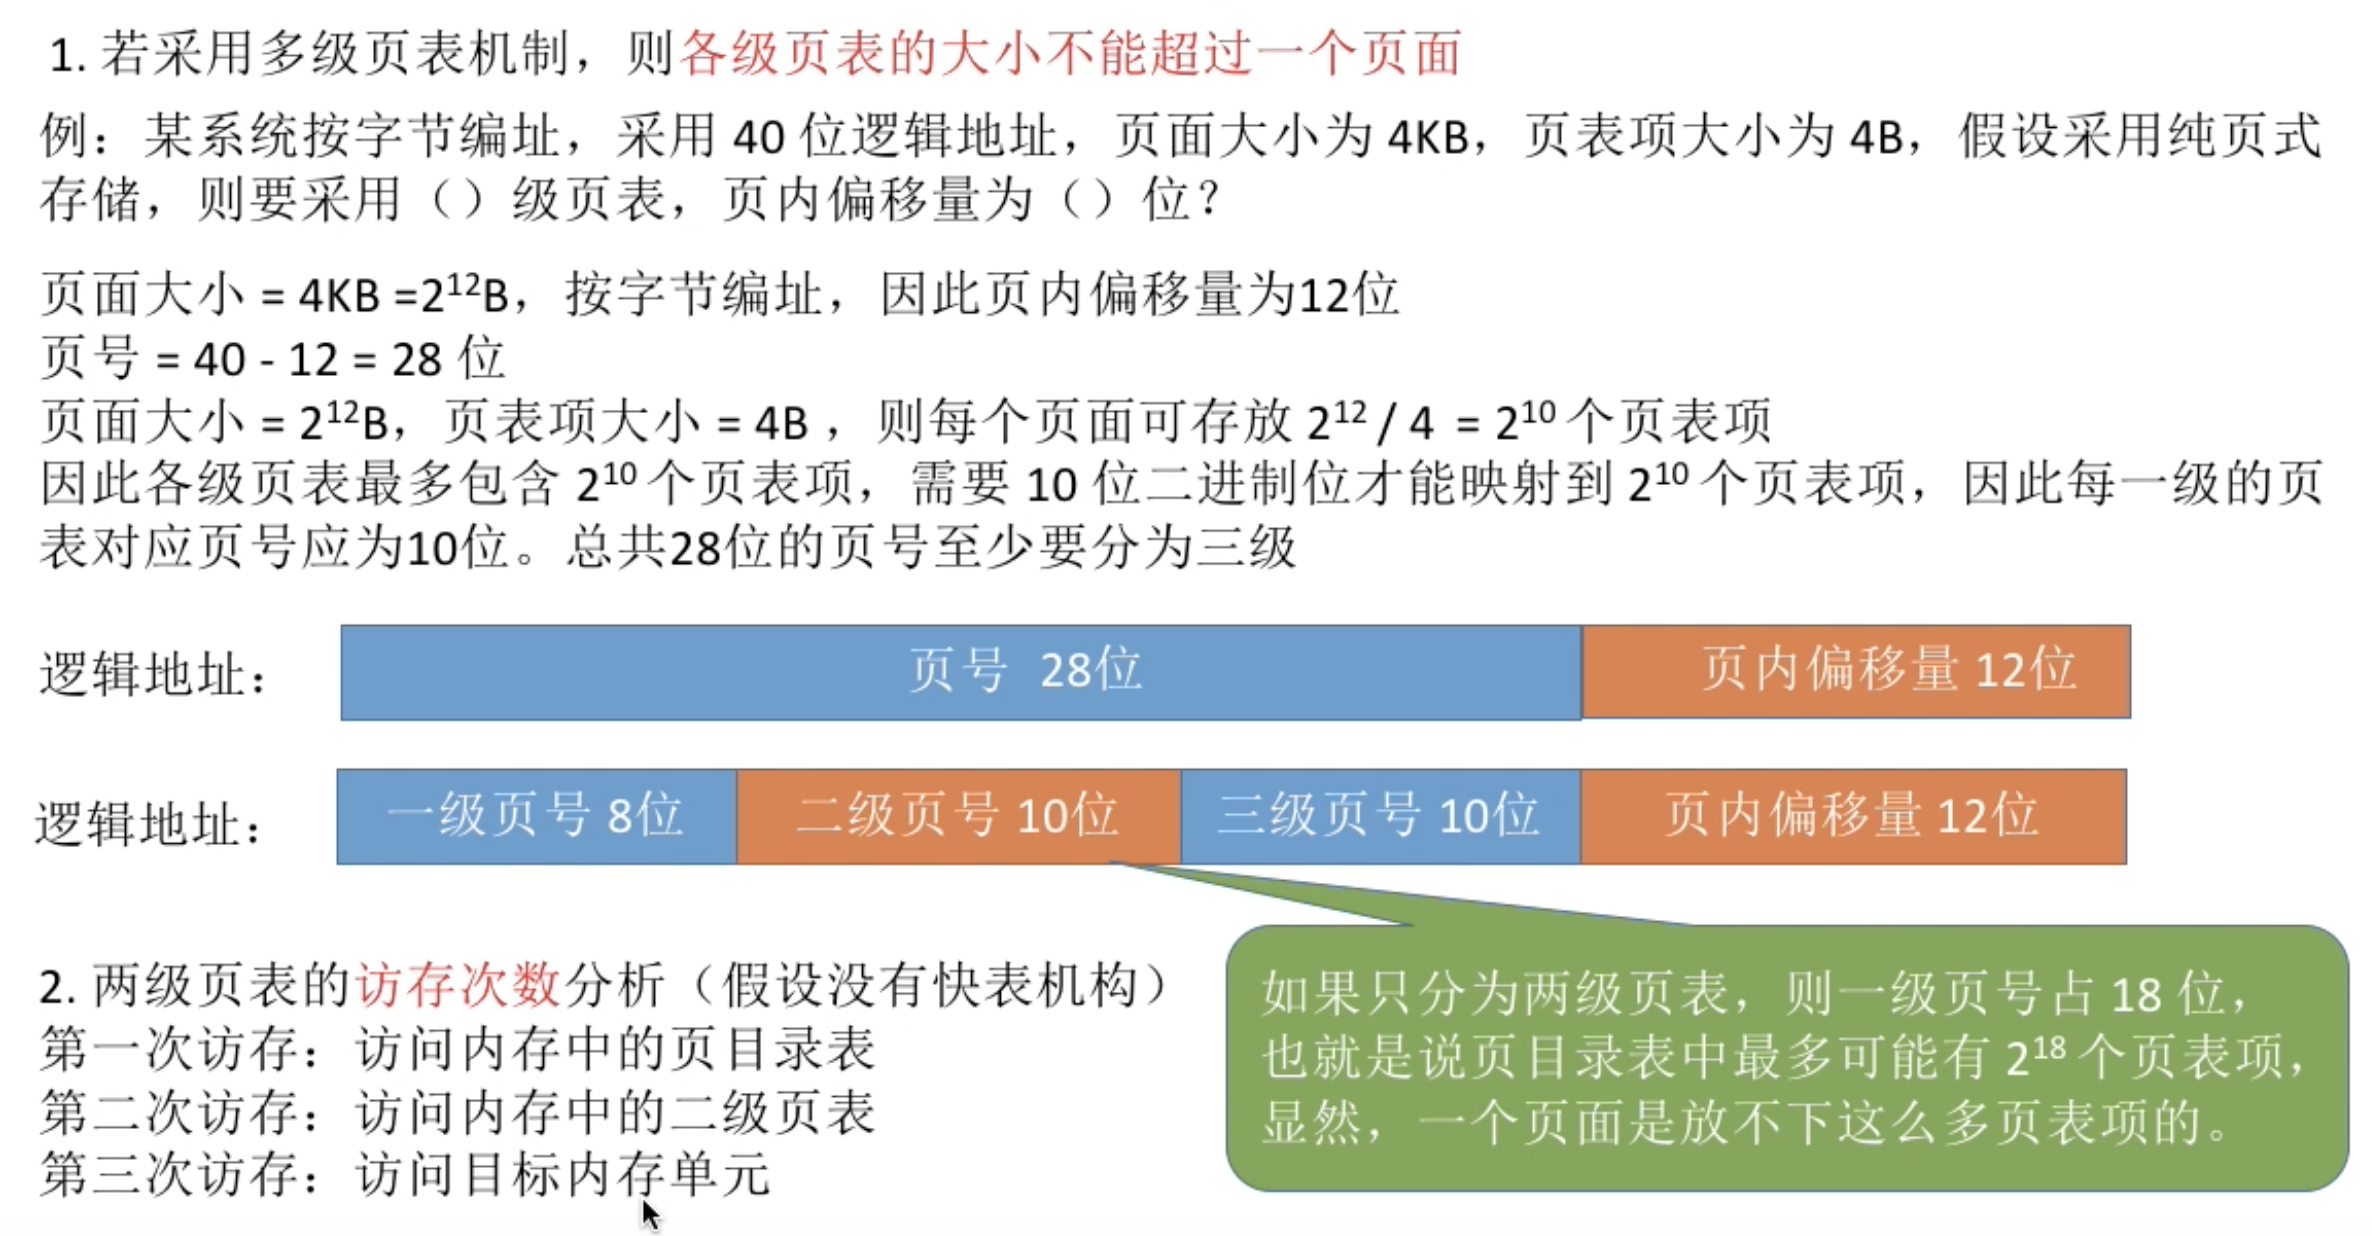 1. 若采用多级页表机制，则各级页表的大小不能超过一个页面
例：某系统按字节编址，采用 40 位逻辑地址，页面大小为 4KB，页表项大小为 4B，假设采用纯页式
存储，则要采用（）级页表，页内偏移量为（）位？
页面大小 = 4KB =2¹²B，按字节编址，因此页内偏移量为12位
页号 = 40 - 12 = 28 位
页面大小 = 2¹²B，页表项大小 = 4B ，则每个页面可存放 2¹² / 4 = 2¹⁰ 个页表项
因此各级页表最多包含 2¹⁰ 个页表项，需要 10 位二进制位才能映射到 2¹⁰ 个页表项，因此每一级的页
表对应页号应为10位。总共28位的页号至少要分为三级
逻辑地址： 页号 28位 页内偏移量 12位
逻辑地址： 一级页号 8位 二级页号 10位 三级页号 10位 页内偏移量 12位
2. 两级页表的访存次数分析（假设没有快表机构）
第一次访存：访问内存中的页目录表
第二次访存：访问内存中的二级页表
第三次访存：访问目标内存单元
如果只分为两级页表，则一级页号占 18 位，
也就是说页目录表中最多可能有 2¹⁸ 个页表项，
显然，一个页面是放不下这么多页表项的。